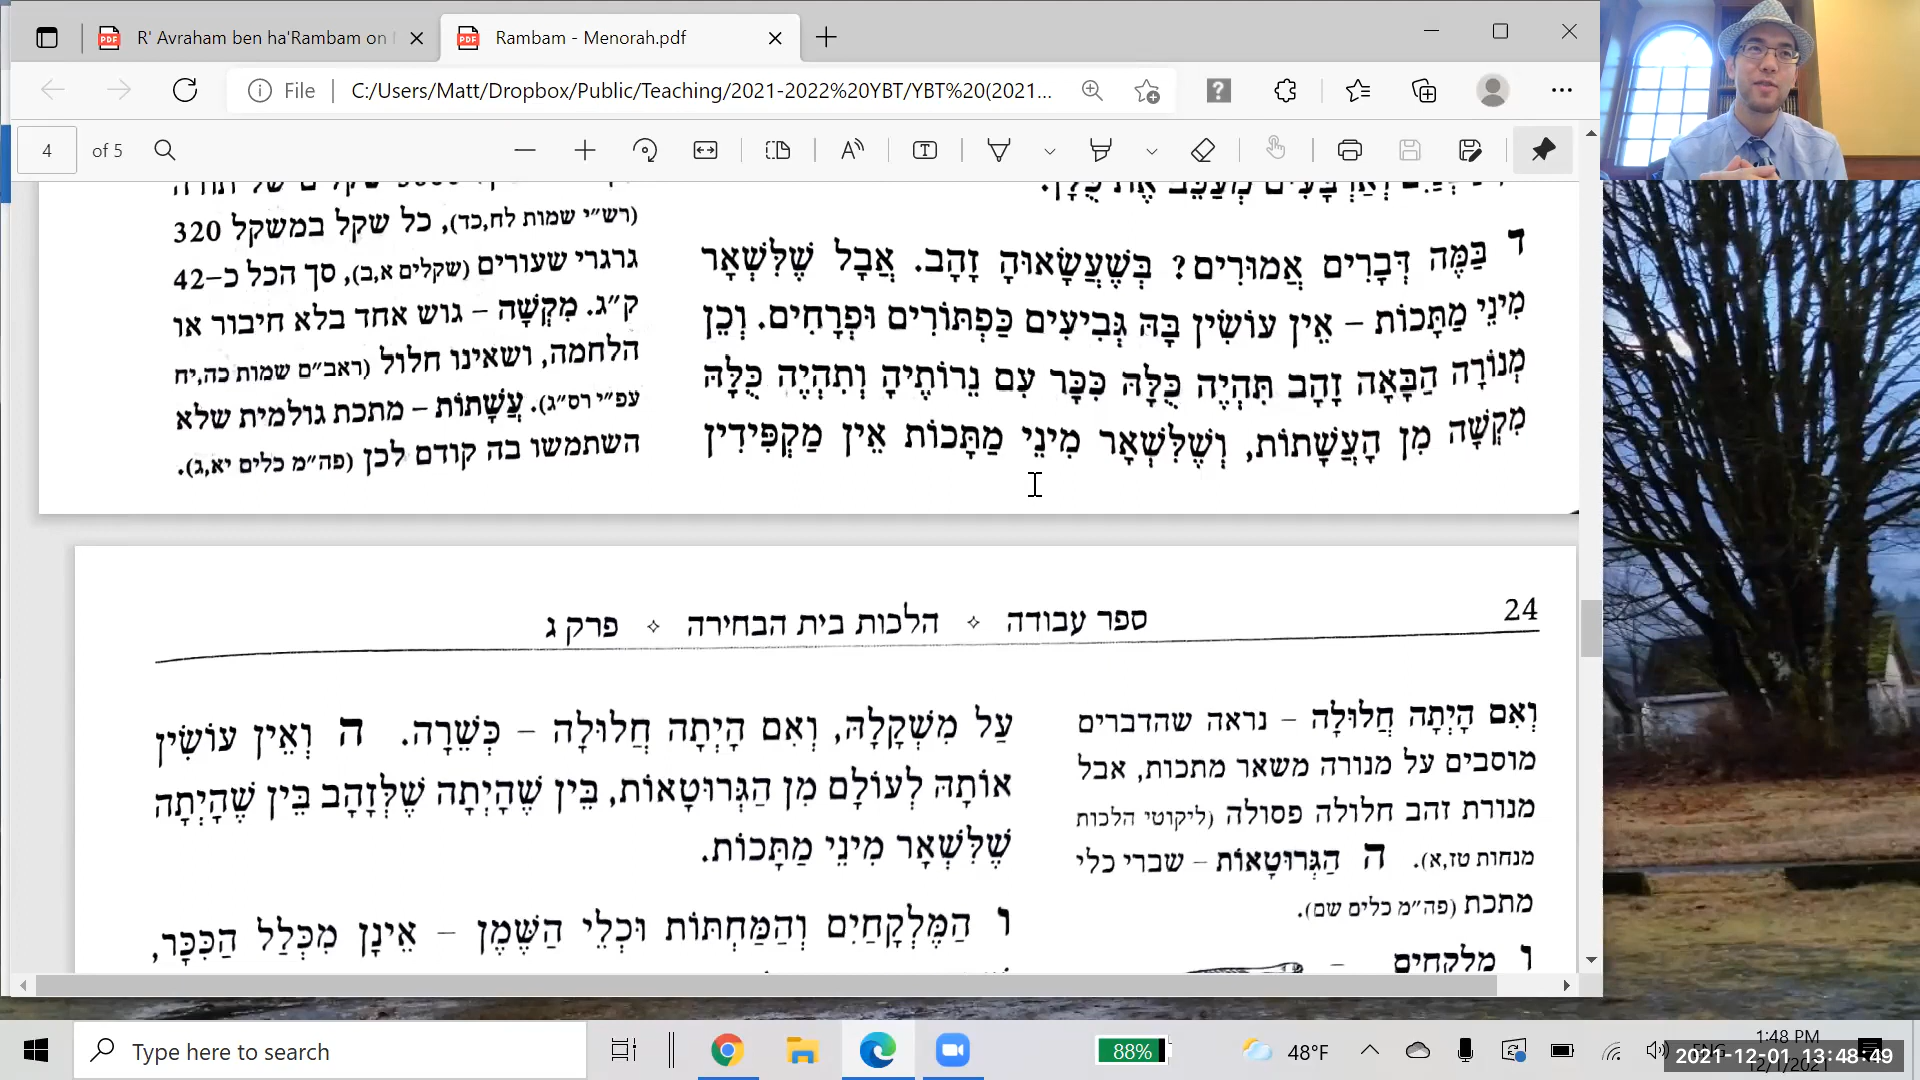 R' Avraham ben ha'Rambam on
Rambam - Menorah.pdf
File
C:/Users/Matt/Dropbox/Public/Teaching/2021-2022%20YBT/YBT%20(2021...
4 of 5
וְאַרְבָּעִים מְעַכֵּב אֶת כֻּלָּן.
ד בַּמֶּה דְּבָרִים אֲמוּרִים? בְּשֶׁעֲשָׂאוּהָ זָהָב. אֲבָל שֶׁלִּשְׁאָר
מִינֵי מַתָּכוֹת – אֵין עוֹשִׂין בָּהּ גְּבִיעִים כַּפְתּוֹרִים וּפְרָחִים. וְכֵן
מְנוֹרָה הַבָּאָה זָהָב תִּהְיֶה כֻּלָּהּ כִּכָּר עִם נֵרוֹתֶיהָ וְתִהְיֶה כֻּלָּהּ
מִקְשָׁה מִן הָעֲשָׁתוֹת, וְשֶׁלִּשְׁאָר מִינֵי מַתָּכוֹת אֵין מַקְפִּידִין
שקלים של תורה
(רש״י שמות לח,כד), כל שקל במשקל 320
גרגרי שעורים (שקלים א,ב), סך הכל כ–42
ק״ג. מִקְשָׁה – גוש אחד בלא חיבור או
הלחמה, ושאינו חלול (ראב״ם שמות כה,יח
עפ״י רס״ג). עֲשָׁתוֹת – מתכת גולמית שלא
השתמשו בה קודם לכן (פה״מ כלים יא,ג).
24
ספר עבודה ✧ הלכות בית הבחירה ✧ פרק ג
וְאִם הָיְתָה חֲלוּלָה – נראה שהדברים
מוסבים על מנורה משאר מתכות, אבל
מנורת זהב חלולה פסולה (ליקוטי הלכות
מנחות טז,א). ה הַגְּרוּטָאוֹת – שברי כלי
מתכת (פה״מ כלים שם).
ו מלקחים –
עַל מִשְׁקָלָהּ, וְאִם הָיְתָה חֲלוּלָה – כְּשֵׁרָה. ה וְאֵין עוֹשִׂין
אוֹתָהּ לְעוֹלָם מִן הַגְּרוּטָאוֹת, בֵּין שֶׁהָיְתָה שֶׁלְּזָהָב בֵּין שֶׁהָיְתָה
שֶׁלִּשְׁאָר מִינֵי מַתָּכוֹת.
ו הַמֶּלְקָחַיִם וְהַמַּחְתּוֹת וּכְלֵי הַשֶּׁמֶן – אֵינָן מִכְּלַל הַכִּכָּר,
Type here to search
88%
48°F
1:48 PM
2021-12-01 13:48:49